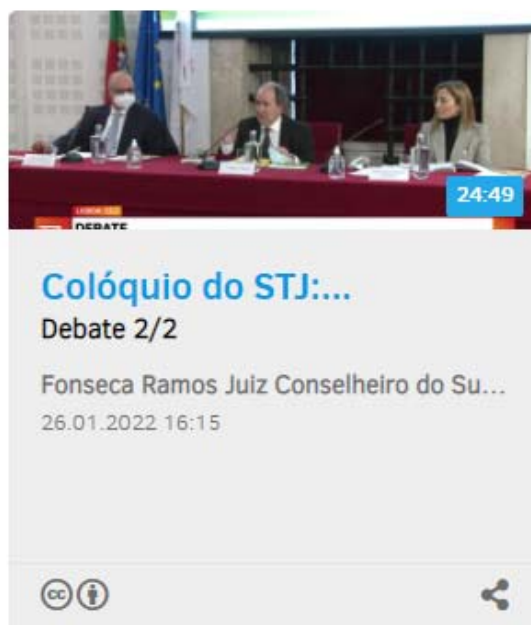 24:49
DEBATE
Colóquio do STJ:...
Debate 2/2
Fonseca Ramos Juiz Conselheiro do Su...
26.01.2022 16:15
cc